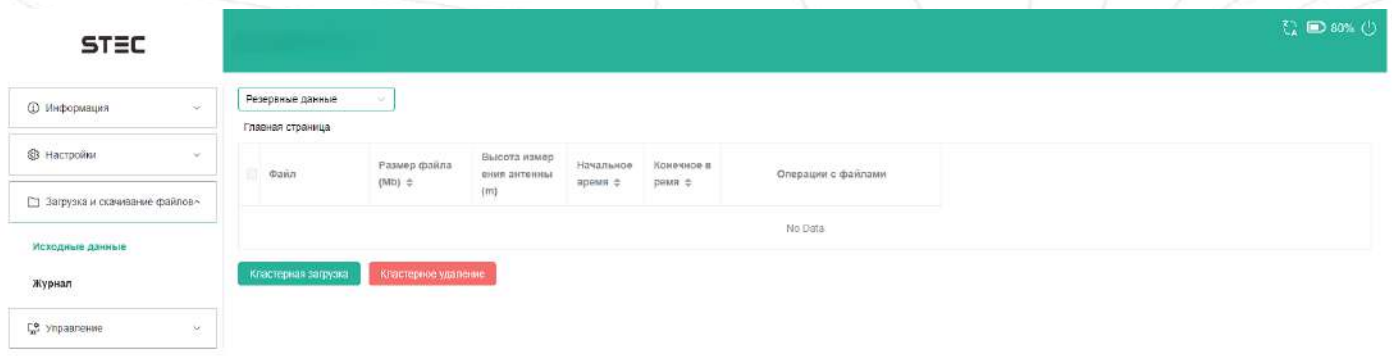 STEC
80%
Информация
Настройки
Загрузка и скачивание файлов
Исходные данные
Журнал
Управление
Резервные данные
Главная страница
Файл
Размер файла
(Mb)
Высота измер
ения антенны
(m)
Начальное
время
Конечное в
ремя
Операции с файлами
No Data
Кластерная загрузка
Кластерное удаление